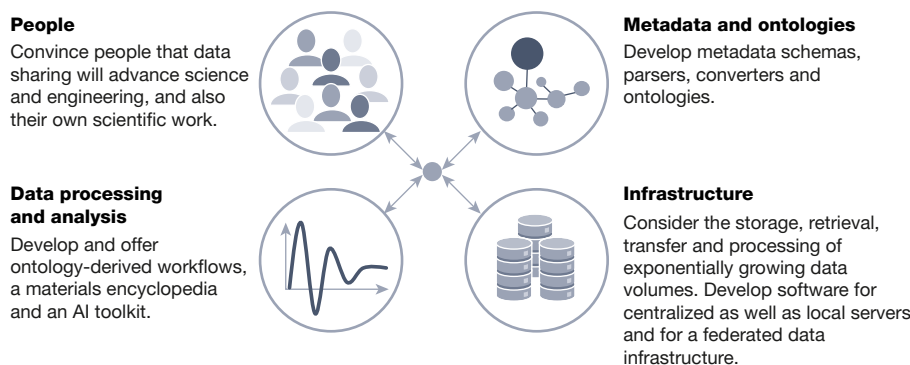 People
Convince people that data
sharing will advance science
and engineering, and also
their own scientific work.
Metadata and ontologies
Develop metadata schemas,
parsers, converters and
ontologies.
Data processing
and analysis
Develop and offer
ontology-derived workflows,
a materials encyclopedia
and an AI toolkit.
Infrastructure
Consider the storage, retrieval,
transfer and processing of
exponentially growing data
volumes. Develop software for
centralized as well as local servers
and for a federated data
infrastructure.